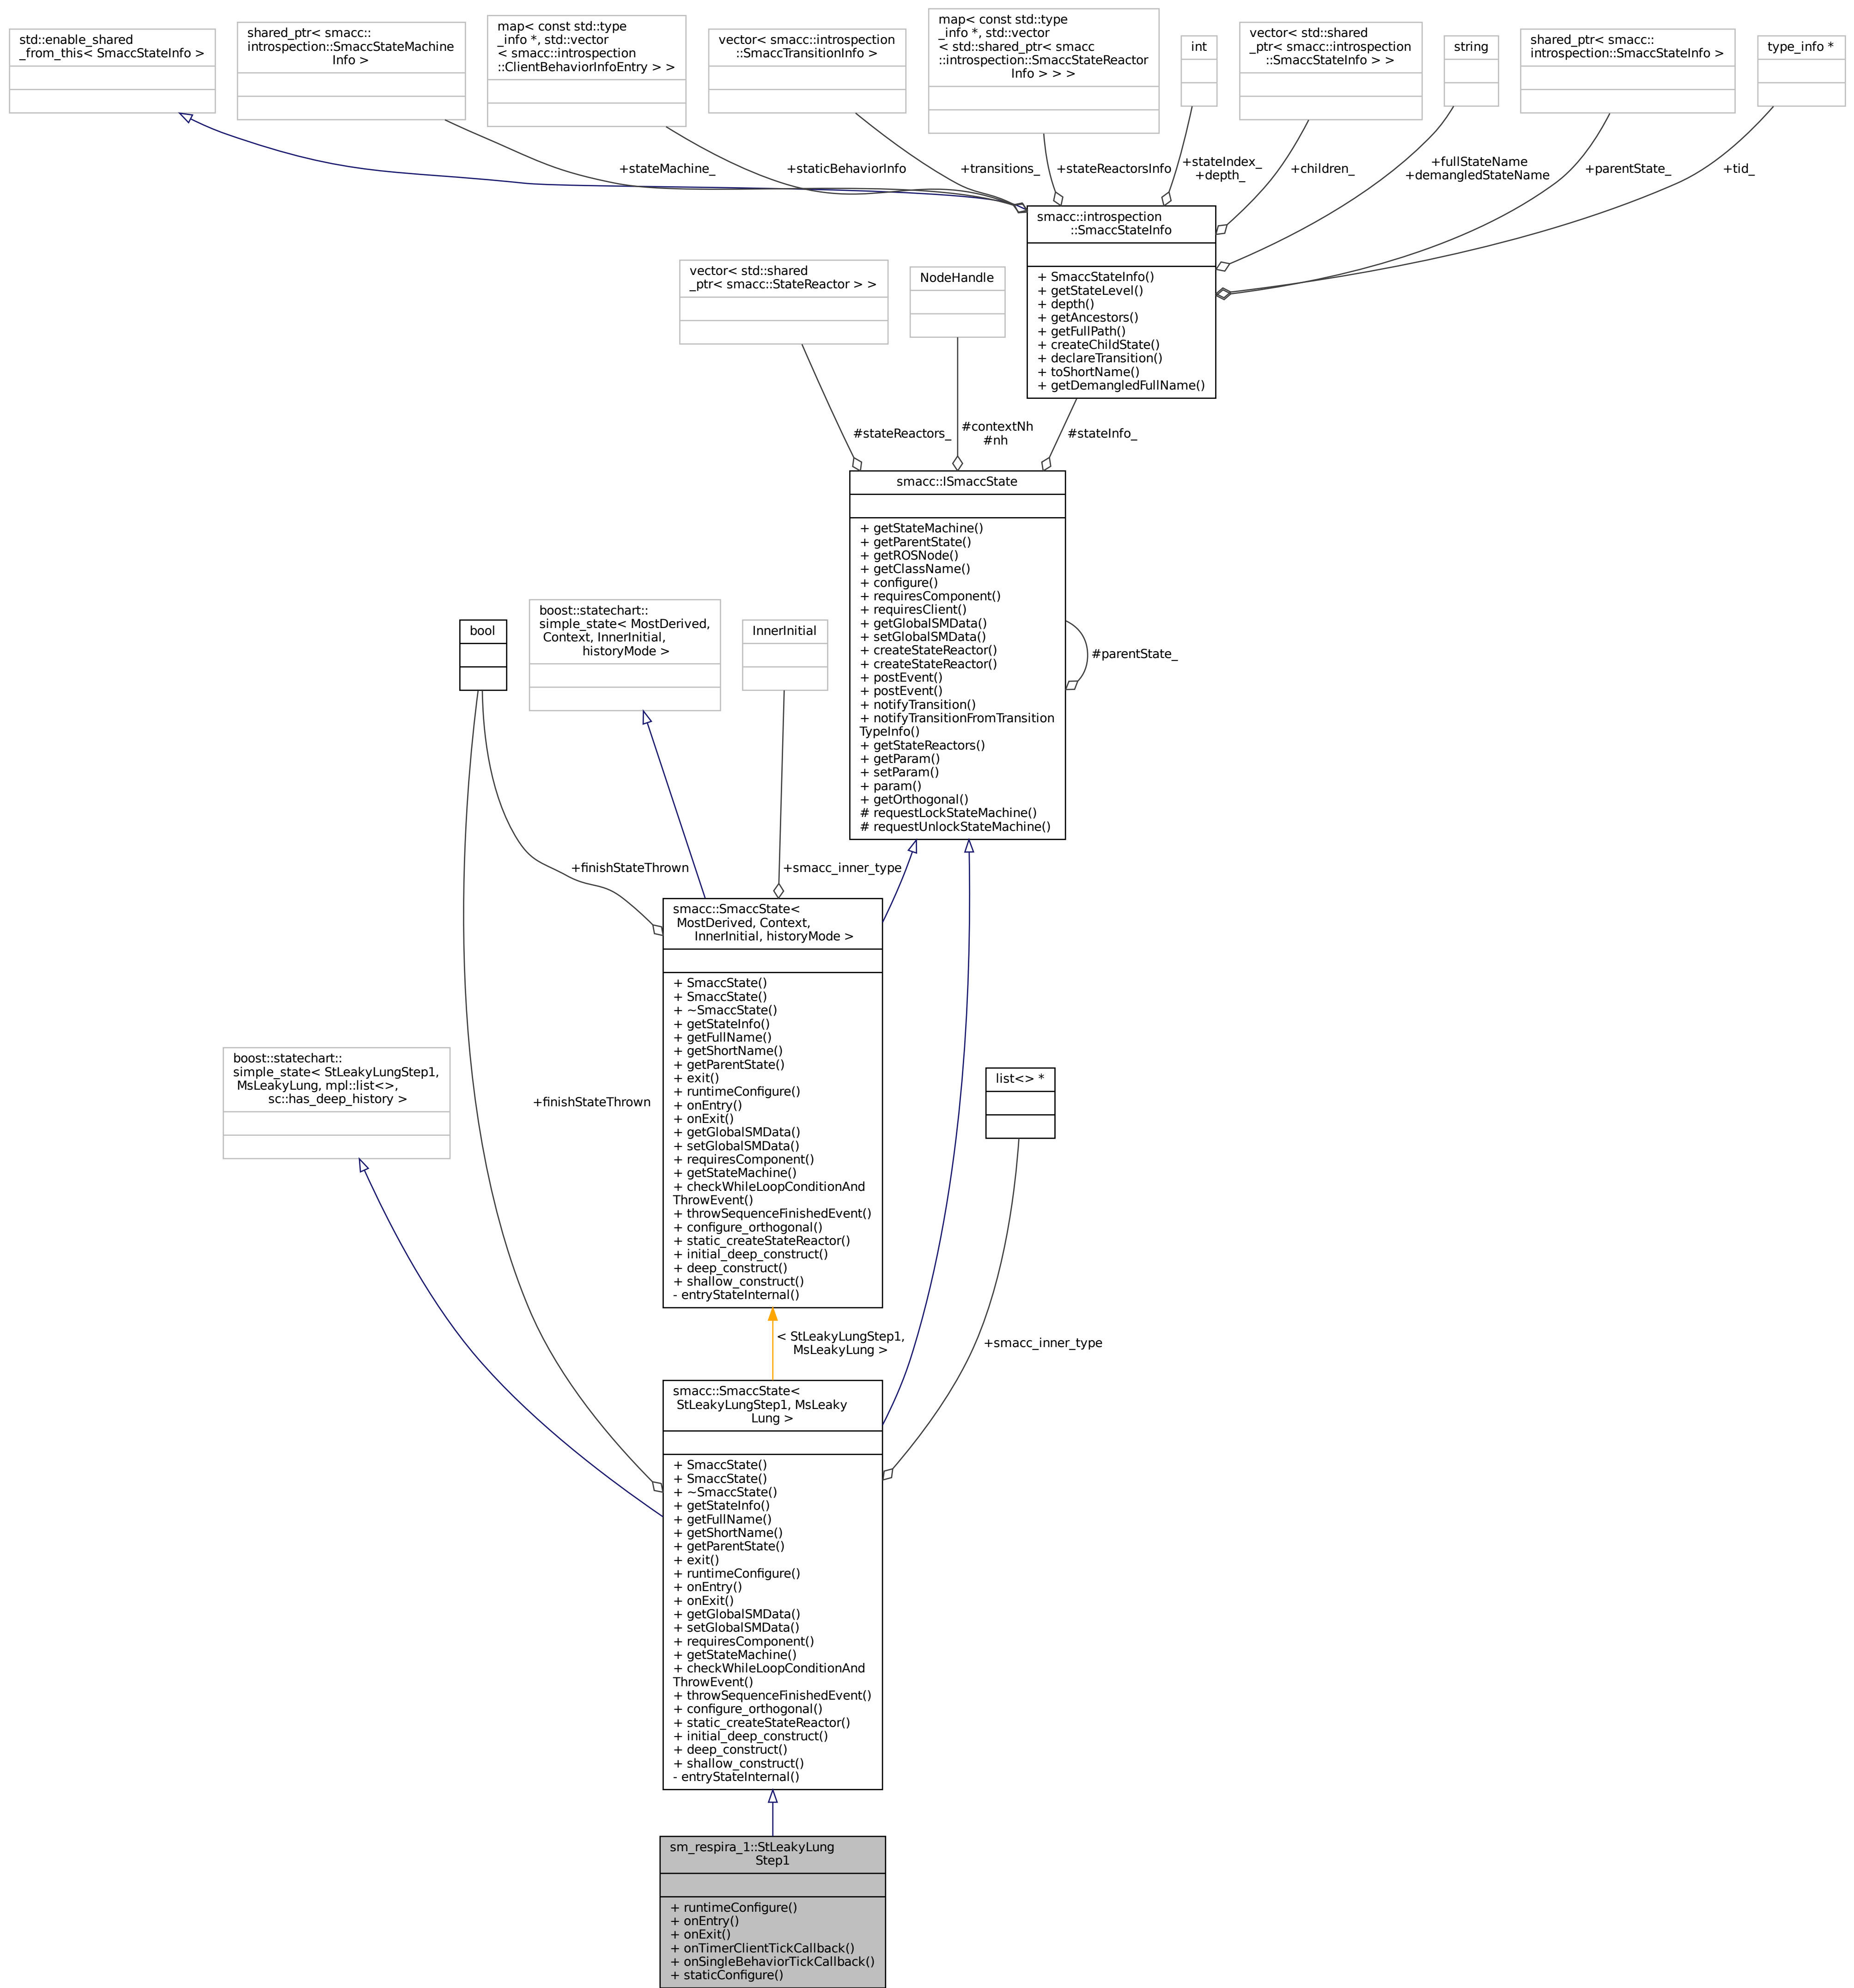 std::enable_shared
_from_this< SmaccStateInfo >
shared_ptr< smacc::
introspection::SmaccStateMachine
Info >
map< const std::type
_info *, std::vector
< smacc::introspection
::ClientBehaviorInfoEntry > >
vector< smacc::introspection
::SmaccTransitionInfo >
map< const std::type
_info *, std::vector
< std::shared_ptr< smacc
::introspection::SmaccStateReactor
Info > > >
int
vector< std::shared
_ptr< smacc::introspection
::SmaccStateInfo > >
string
shared_ptr< smacc::
introspection::SmaccStateInfo >
type_info *
+stateMachine_
+staticBehaviorInfo
+transitions_
+stateReactorsInfo
+stateIndex_
+depth_
+children_
+fullStateName
+demangledStateName
+parentState_
+tid_
smacc::introspection
::SmaccStateInfo
+ SmaccStateInfo()
+ getStateLevel()
+ depth()
+ getAncestors()
+ getFullPath()
+ createChildState()
+ declareTransition()
+ toShortName()
+ getDemangledFullName()
vector< std::shared
_ptr< smacc::StateReactor > >
NodeHandle
#stateReactors_
#contextNh
#nh
#stateInfo_
smacc::ISmaccState
+ getStateMachine()
+ getParentState()
+ getROSNode()
+ getClassName()
+ configure()
+ requiresComponent()
+ requiresClient()
+ getGlobalSMData()
+ setGlobalSMData()
+ createStateReactor()
+ createStateReactor()
+ postEvent()
+ postEvent()
+ notifyTransition()
+ notifyTransitionFromTransition
TypeInfo()
+ getStateReactors()
+ getParam()
+ setParam()
+ param()
+ getOrthogonal()
# requestLockStateMachine()
# requestUnlockStateMachine()
#parentState_
bool
boost::statechart::
simple_state< MostDerived,
Context, InnerInitial,
historyMode >
InnerInitial
+finishStateThrown
+smacc_inner_type
smacc::SmaccState<
MostDerived, Context,
InnerInitial, historyMode >
+ SmaccState()
+ SmaccState()
+ ~SmaccState()
+ getStateInfo()
+ getFullName()
+ getShortName()
+ getParentState()
+ exit()
+ runtimeConfigure()
+ onEntry()
+ onExit()
+ getGlobalSMData()
+ setGlobalSMData()
+ requiresComponent()
+ getStateMachine()
+ checkWhileLoopConditionAnd
ThrowEvent()
+ throwSequenceFinishedEvent()
+ configure_orthogonal()
+ static_createStateReactor()
+ initial_deep_construct()
+ deep_construct()
+ shallow_construct()
- entryStateInternal()
boost::statechart::
simple_state< StLeakyLungStep1,
MsLeakyLung, mpl::list<>,
sc::has_deep_history >
+finishStateThrown
list<> *
< StLeakyLungStep1,
MsLeakyLung >
+smacc_inner_type
smacc::SmaccState<
StLeakyLungStep1, MsLeaky
Lung >
+ SmaccState()
+ SmaccState()
+ ~SmaccState()
+ getStateInfo()
+ getFullName()
+ getShortName()
+ getParentState()
+ exit()
+ runtimeConfigure()
+ onEntry()
+ onExit()
+ getGlobalSMData()
+ setGlobalSMData()
+ requiresComponent()
+ getStateMachine()
+ checkWhileLoopConditionAnd
ThrowEvent()
+ throwSequenceFinishedEvent()
+ configure_orthogonal()
+ static_createStateReactor()
+ initial_deep_construct()
+ deep_construct()
+ shallow_construct()
- entryStateInternal()
sm_respira_1::StLeakyLung
Step1
+ runtimeConfigure()
+ onEntry()
+ onExit()
+ onTimerClientTickCallback()
+ onSingleBehaviorTickCallback()
+ staticConfigure()